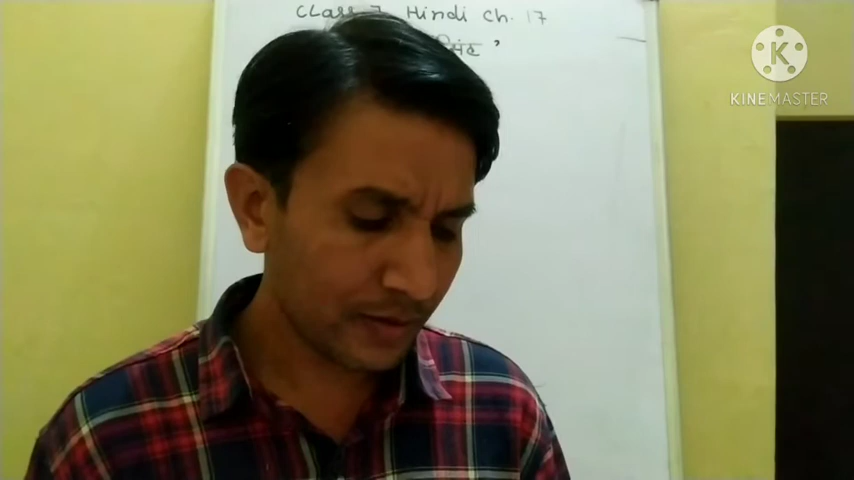 Class 7 Hindi Ch. 17
सिंह '
K
KINEMASTER